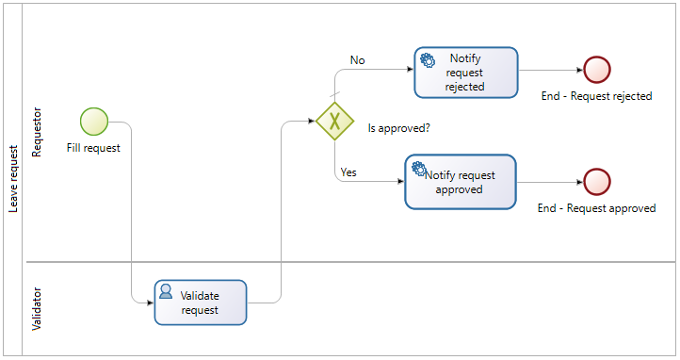 Leave request
Requestor
Fill request
No
Notify
request
rejected
End - Request rejected
Is approved?
Yes
Notify request
approved
End - Request approved
Validator
Validate
request